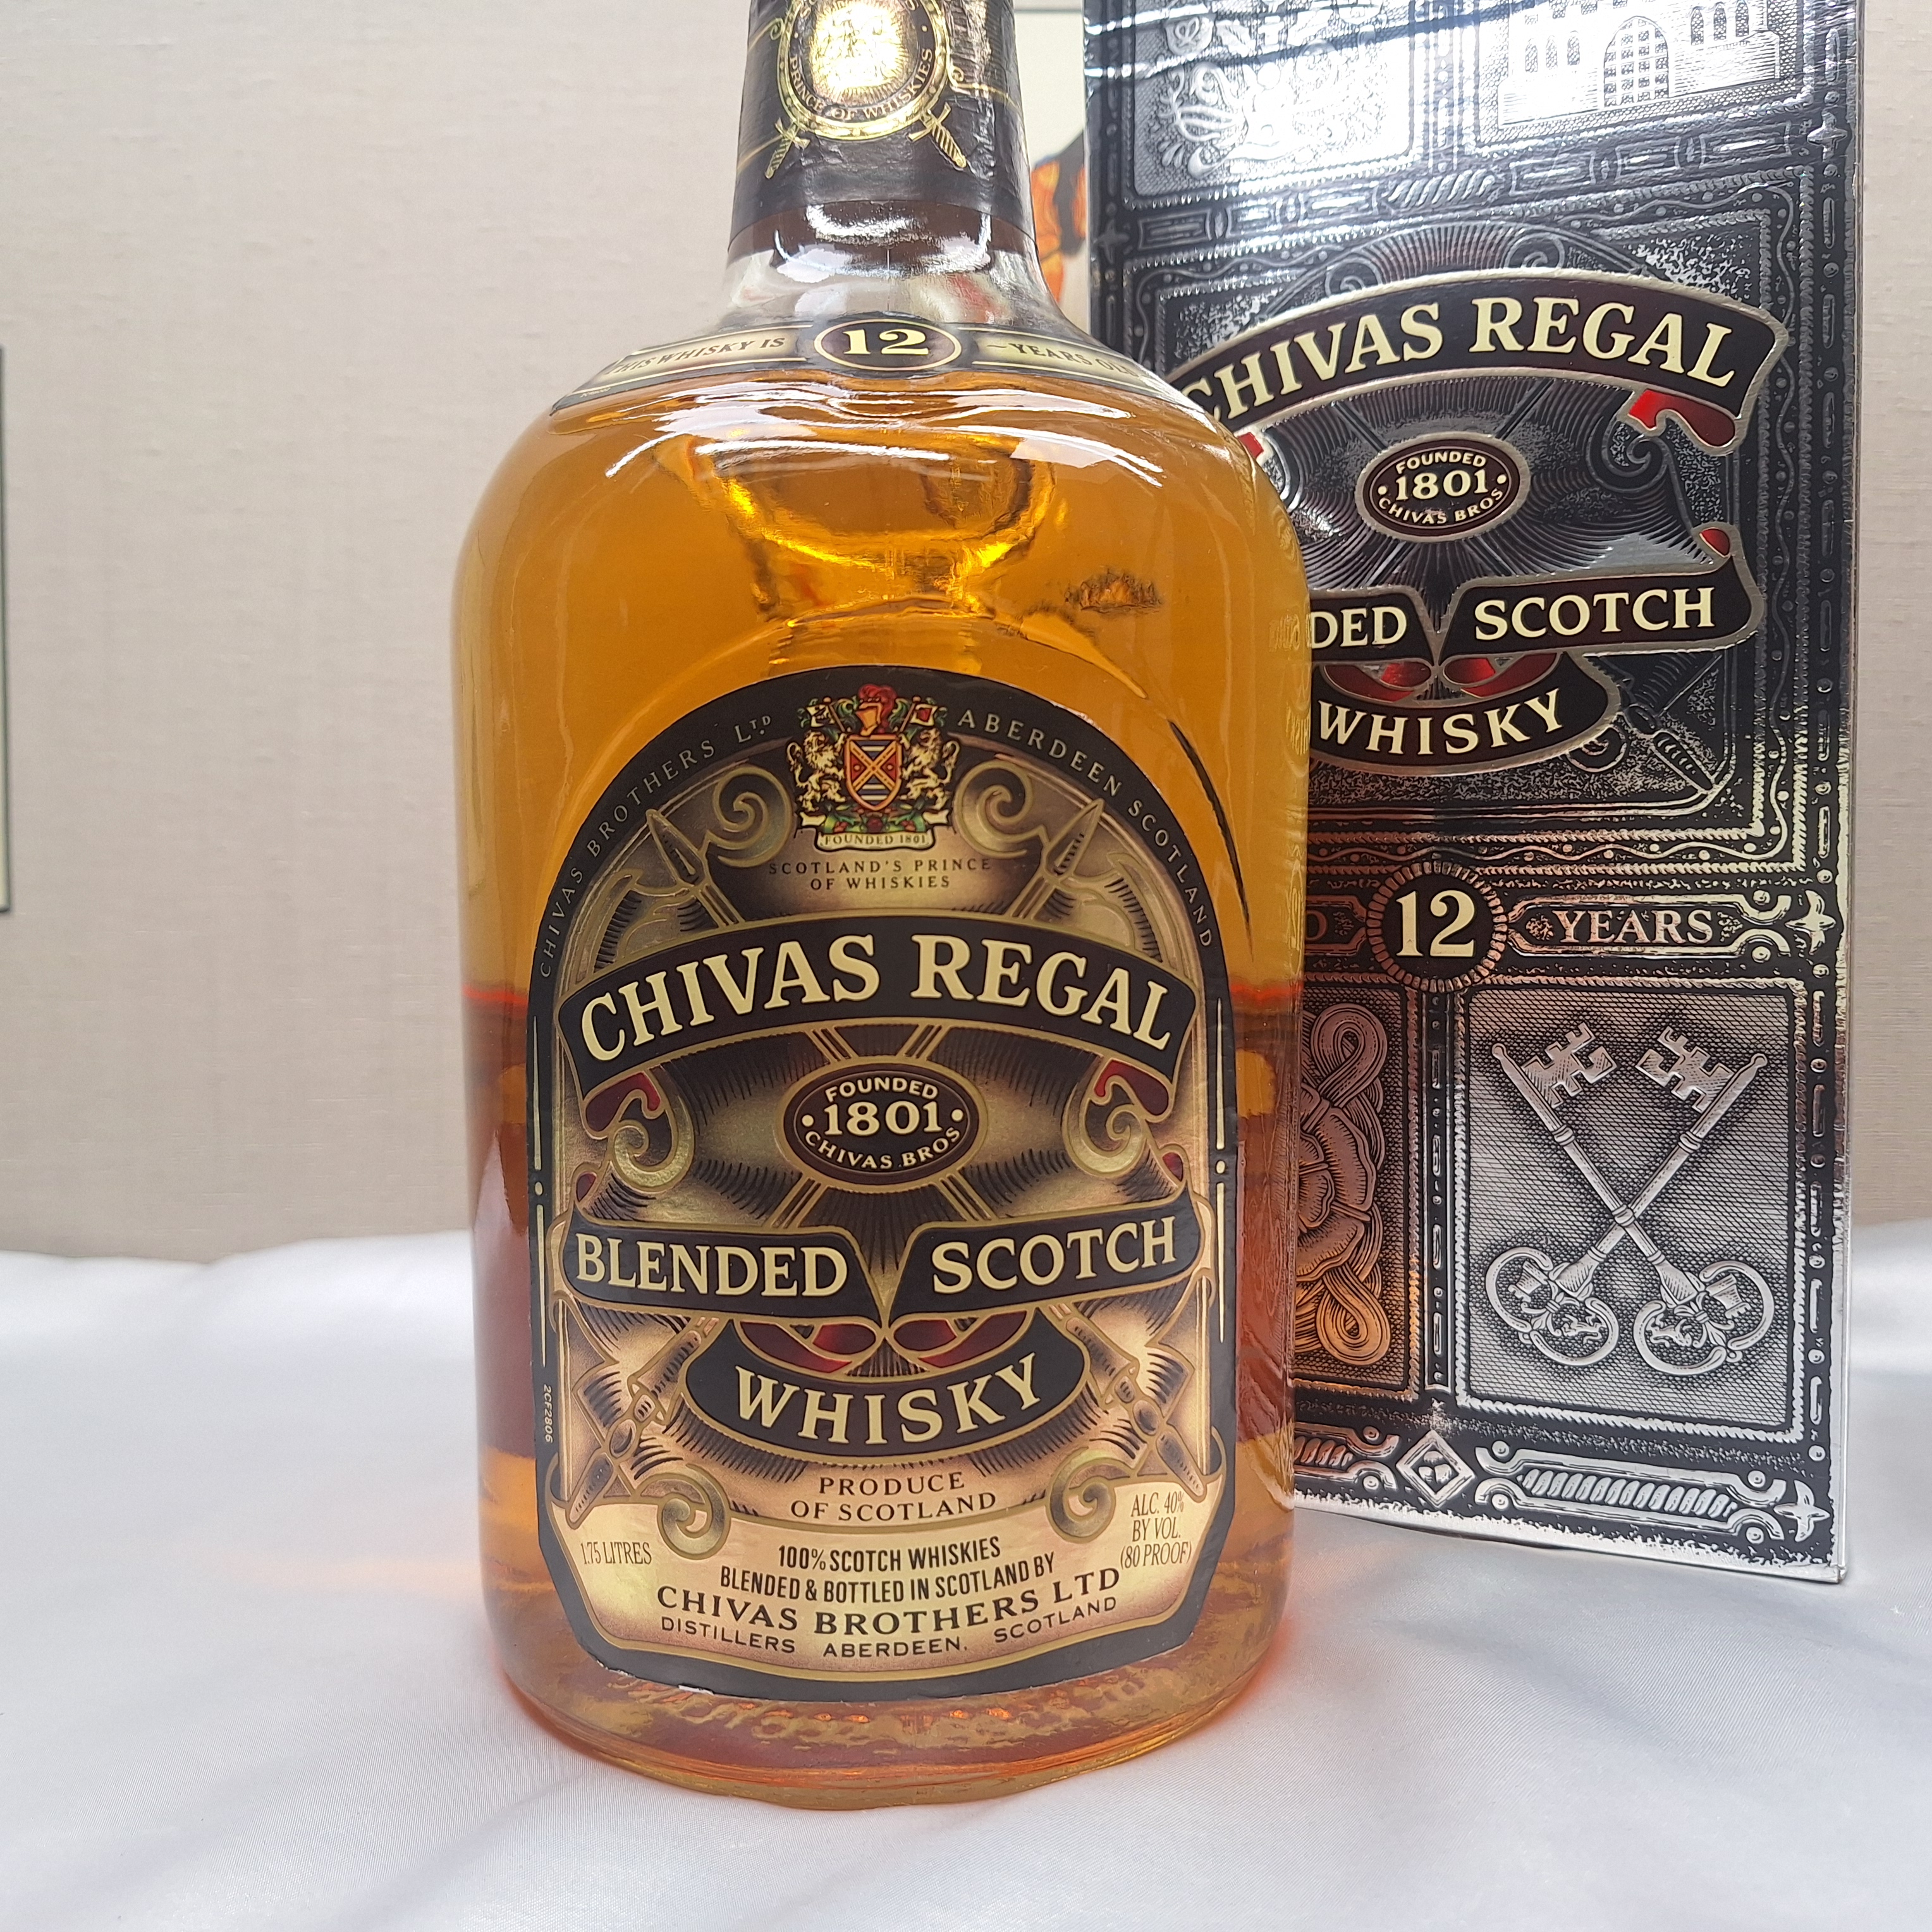 PRINCE OF WHISKIES
THIS WHISKY IS 12 YEARS OLD
CHIVAS BROTHERS LTD ABERDEEN SCOTLAND
FOUNDED 1801
SCOTLAND'S PRINCE
OF WHISKIES
CHIVAS REGAL
FOUNDED
1801
CHIVAS BROS
BLENDED SCOTCH
WHISKY
PRODUCE
OF SCOTLAND
1.75 LITRES
ALC. 40%
BY VOL.
(80 PROOF)
100% SCOTCH WHISKIES
BLENDED & BOTTLED IN SCOTLAND BY
CHIVAS BROTHERS LTD
DISTILLERS ABERDEEN, SCOTLAND
2CF2806
CHIVAS REGAL
FOUNDED
1801
CHIVAS BROS
DED SCOTCH
WHISKY
D 12 YEARS